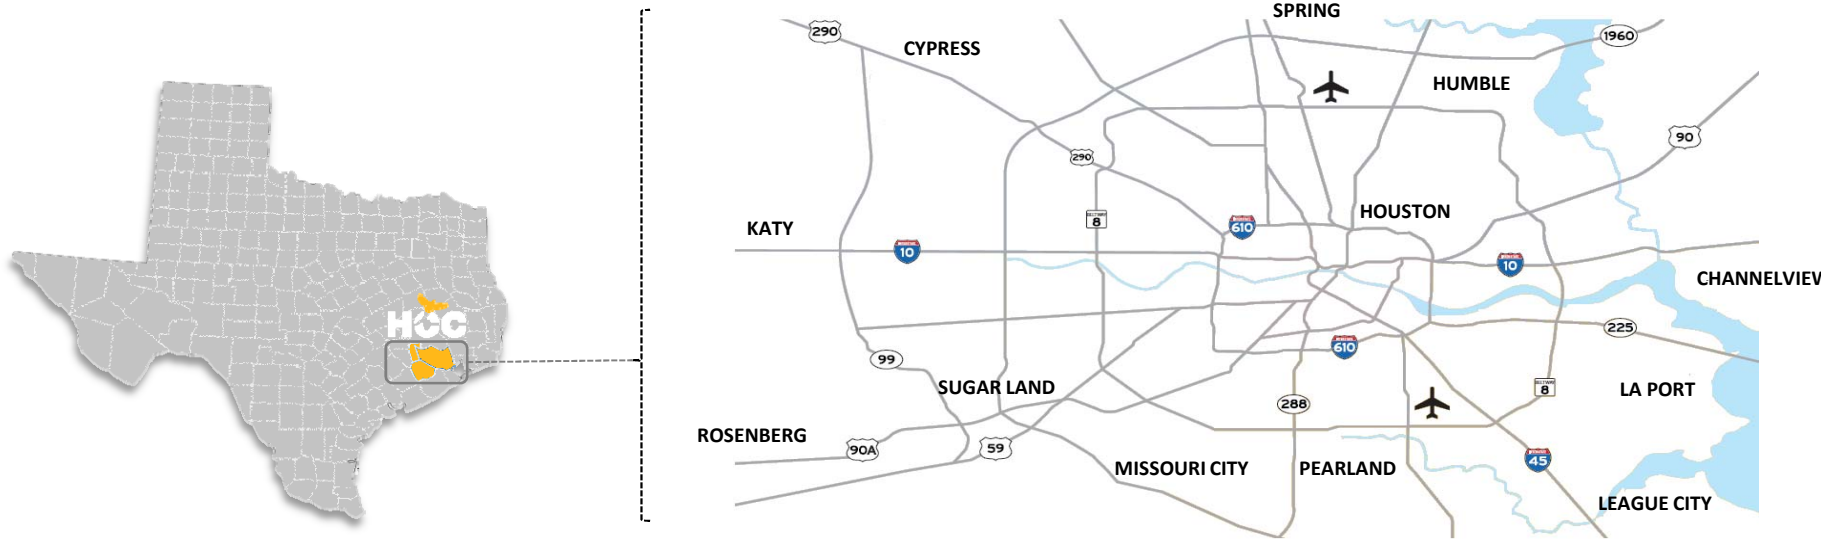 SPRING
290
1960
CYPRESS
HUMBLE
90
290
HOUSTON
8
610
KATY
10
10
CHANNELVIEW
HCC
225
610
99
SUGAR LAND
8
LA PORT
288
ROSENBERG
90A
59
MISSOURI CITY
PEARLAND
45
LEAGUE CITY